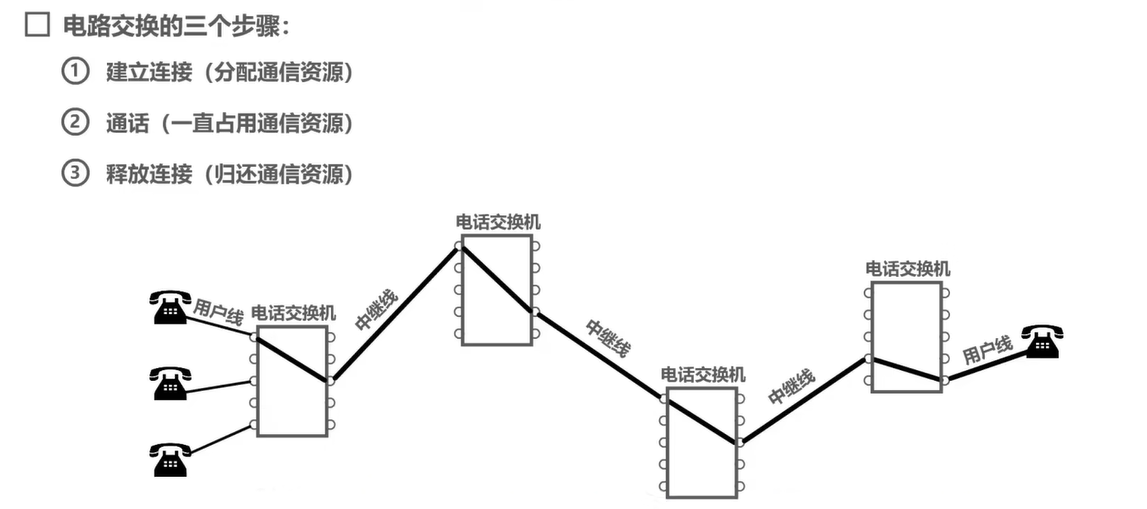 电路交换的三个步骤：
① 建立连接（分配通信资源）
② 通话（一直占用通信资源）
③ 释放连接（归还通信资源）
电话交换机
电话交换机
用户线
电话交换机
中继线
中继线
用户线
电话交换机
中继线